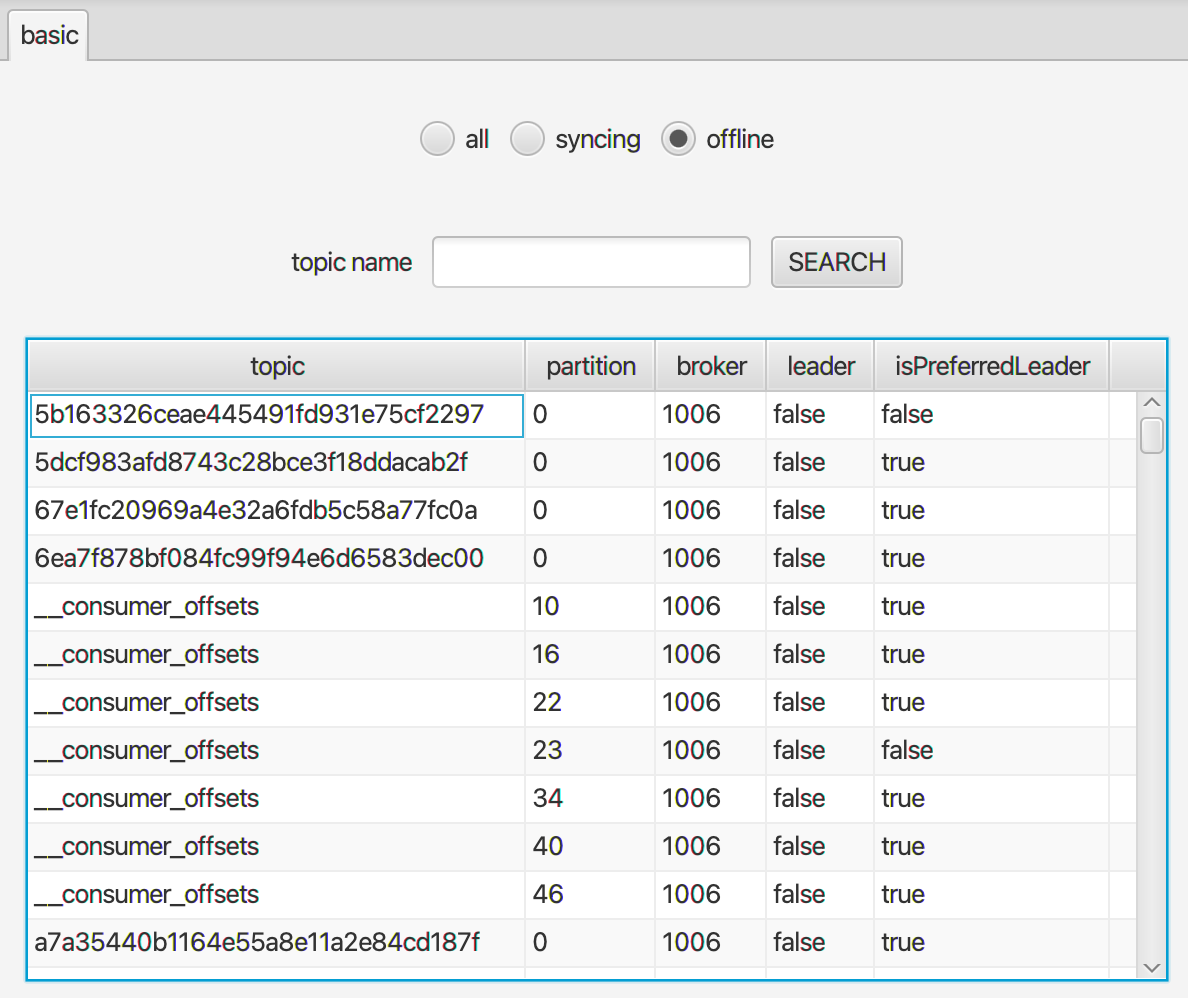 basic
all syncing offline
topic name SEARCH
topic partition broker leader isPreferredLeader
5b163326ceae445491fd931e75cf2297 0 1006 false false
5dcf983afd8743c28bce3f18ddacab2f 0 1006 false true
67e1fc20969a4e32a6fdb5c58a77fc0a 0 1006 false true
6ea7f878bf084fc99f94e6d6583dec00 0 1006 false true
__consumer_offsets 10 1006 false true
__consumer_offsets 16 1006 false true
__consumer_offsets 22 1006 false true
__consumer_offsets 23 1006 false false
__consumer_offsets 34 1006 false true
__consumer_offsets 40 1006 false true
__consumer_offsets 46 1006 false true
a7a35440b1164e55a8e11a2e84cd187f 0 1006 false true